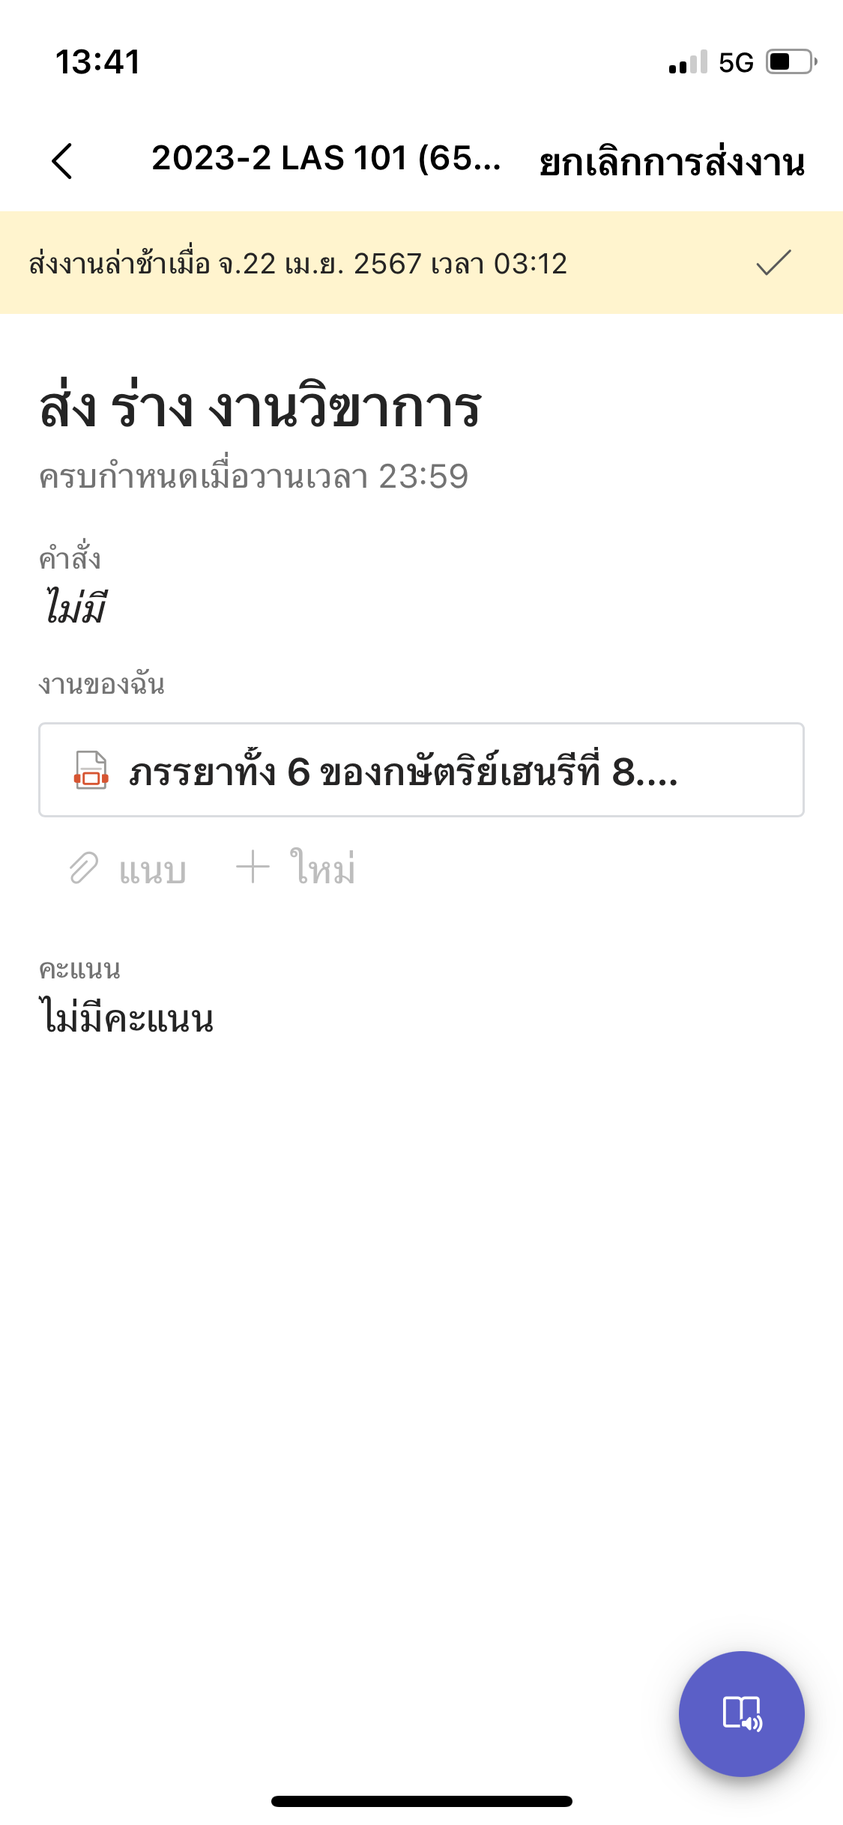 13:41
5G
2023-2 LAS 101 (65...
ยกเลิกการส่งงาน
ส่งงานล่าช้าเมื่อ จ.22 เม.ย. 2567 เวลา 03:12
ส่ง ร่าง งานวิฃาการ
ครบกำหนดเมื่อวานเวลา 23:59
คำสั่ง
ไม่มี
งานของฉัน
ภรรยาทั้ง 6 ของกษัตริย์เฮนรีที่ 8....
แนบ
ใหม่
คะแนน
ไม่มีคะแนน